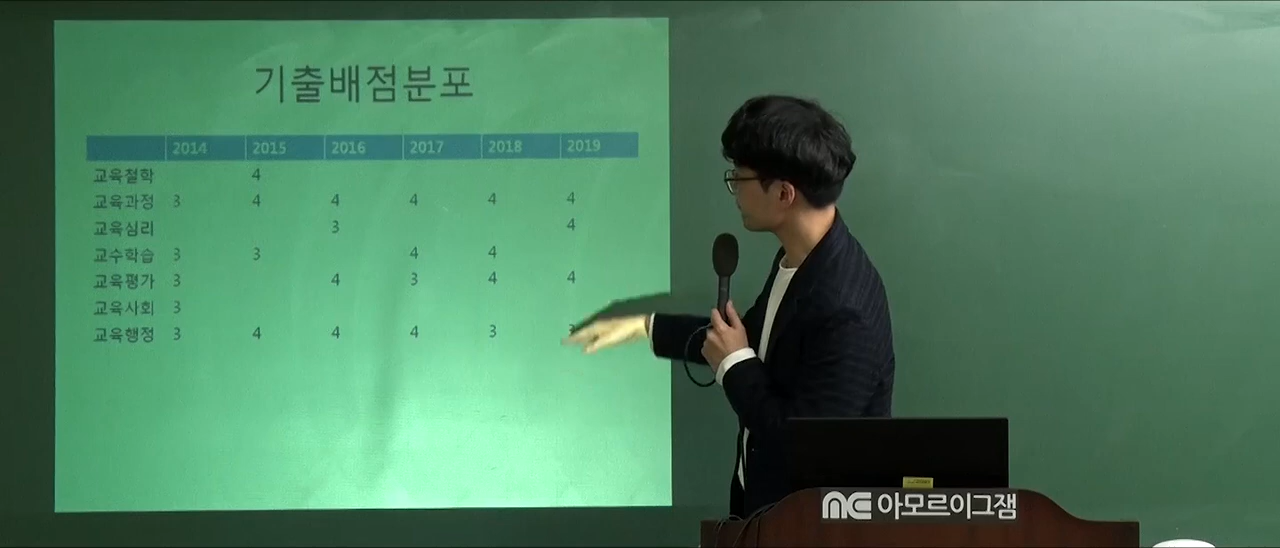 기출배점분포
2014 2015 2016 2017 2018 2019
교육철학 4
교육과정 3 4 4 4 4 4
교육심리 3 4
교수학습 3 3 4 4
교육평가 3 4 3 4 4
교육사회 3
교육행정 3 4 4 4 3
아모르이그잼